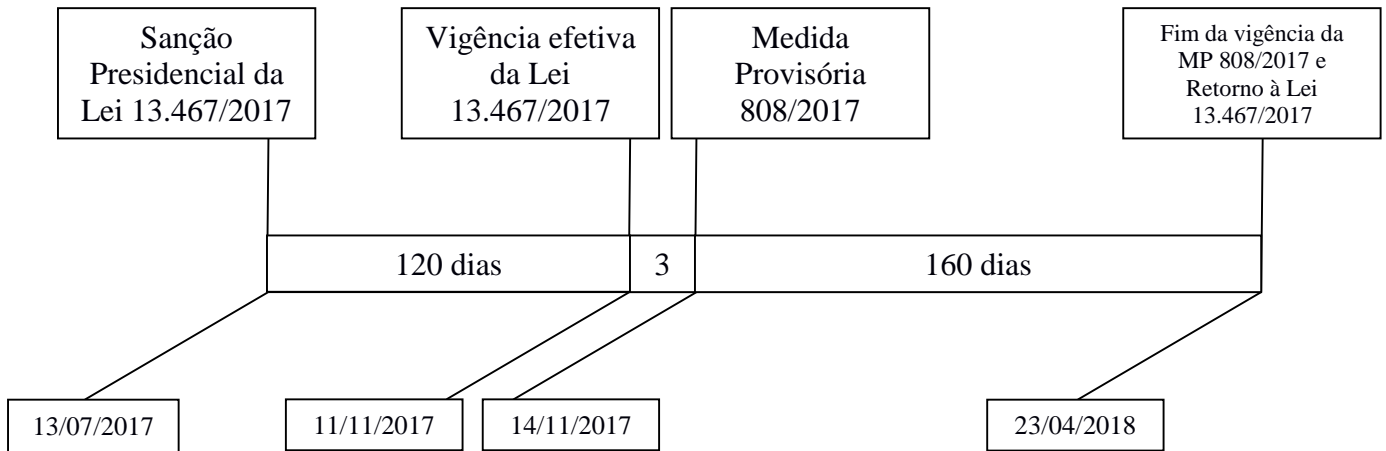 Sanção
Presidencial da
Lei 13.467/2017
Vigência efetiva
da Lei
13.467/2017
Medida
Provisória
808/2017
Fim da vigência da
MP 808/2017 e
Retorno à Lei
13.467/2017
120 dias
3
160 dias
13/07/2017
11/11/2017
14/11/2017
23/04/2018